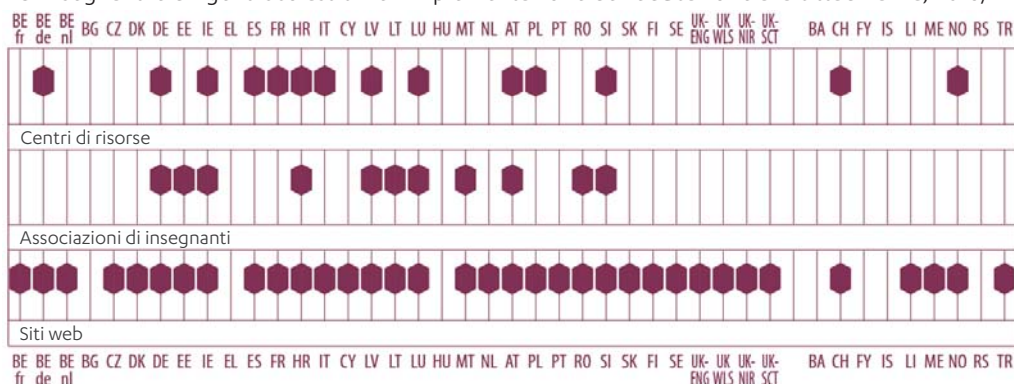 BE BE BE BG CZ DK DE EE IE EL ES FR HR IT CY LV LT LU HU MT NL AT PL PT RO SI SK FI SE UK- UK UK- UK- BA CH FY IS LI ME NO RS TR
fr de nl ENG WLS NIR SCT
Centri di risorse
Associazioni di insegnanti
Siti web
BE BE BE BG CZ DK DE EE IE EL ES FR HR IT CY LV LT LU HU MT NL AT PL PT RO SI SK FI SE UK- UK UK- UK- BA CH FY IS LI ME NO RS TR
fr de nl ENG WLS NIR SCT